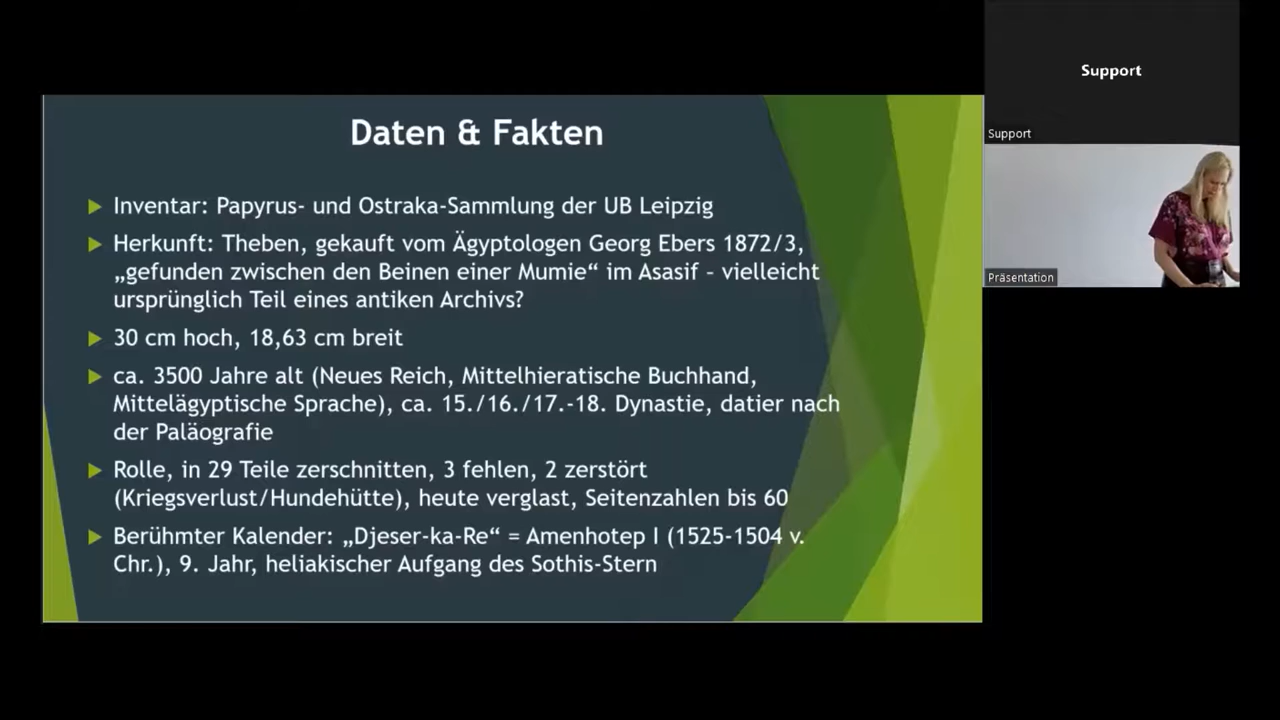 Daten & Fakten
Inventar: Papyrus- und Ostraka-Sammlung der UB Leipzig
Herkunft: Theben, gekauft vom Ägyptologen Georg Ebers 1872/3,
„gefunden zwischen den Beinen einer Mumie“ im Asasif – vielleicht
ursprünglich Teil eines antiken Archivs?
30 cm hoch, 18,63 cm breit
ca. 3500 Jahre alt (Neues Reich, Mittelhieratische Buchhand,
Mittelägyptische Sprache), ca. 15./16./17.-18. Dynastie, datier nach
der Paläografie
Rolle, in 29 Teile zerschnitten, 3 fehlen, 2 zerstört
(Kriegsverlust/Hundehütte), heute verglast, Seitenzahlen bis 60
Berühmter Kalender: „Djeser-ka-Re“ = Amenhotep I (1525-1504 v.
Chr.), 9. Jahr, heliakischer Aufgang des Sothis-Stern
Support
Support
Präsentation